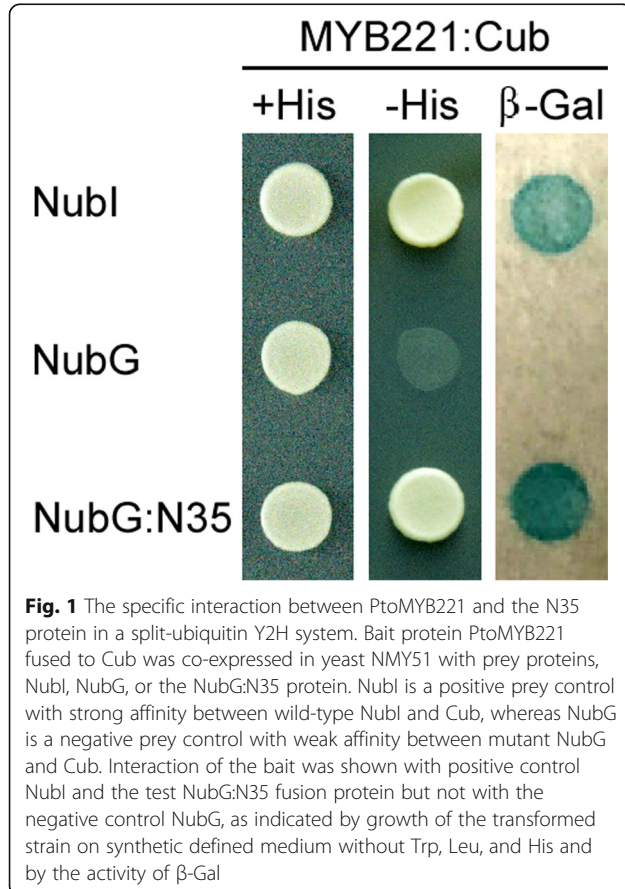 MYB221:Cub
+His -His β-Gal
NubI
NubG
NubG:N35
Fig. 1 The specific interaction between PtoMYB221 and the N35
protein in a split-ubiquitin Y2H system. Bait protein PtoMYB221
fused to Cub was co-expressed in yeast NMY51 with prey proteins,
NubI, NubG, or the NubG:N35 protein. NubI is a positive prey control
with strong affinity between wild-type NubI and Cub, whereas NubG
is a negative prey control with weak affinity between mutant NubG
and Cub. Interaction of the bait was shown with positive control
NubI and the test NubG:N35 fusion protein but not with the
negative control NubG, as indicated by growth of the transformed
strain on synthetic defined medium without Trp, Leu, and His and
by the activity of β-Gal